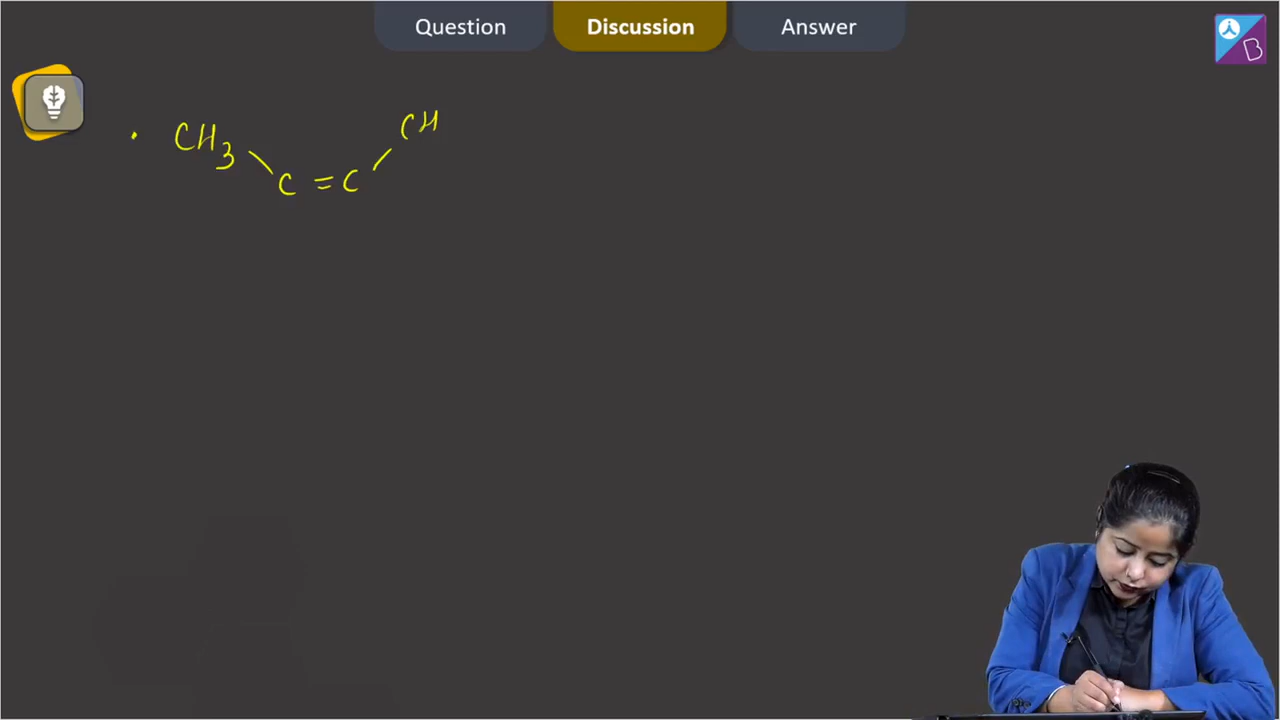 Question Discussion Answer
CH3 CH
C = C
B